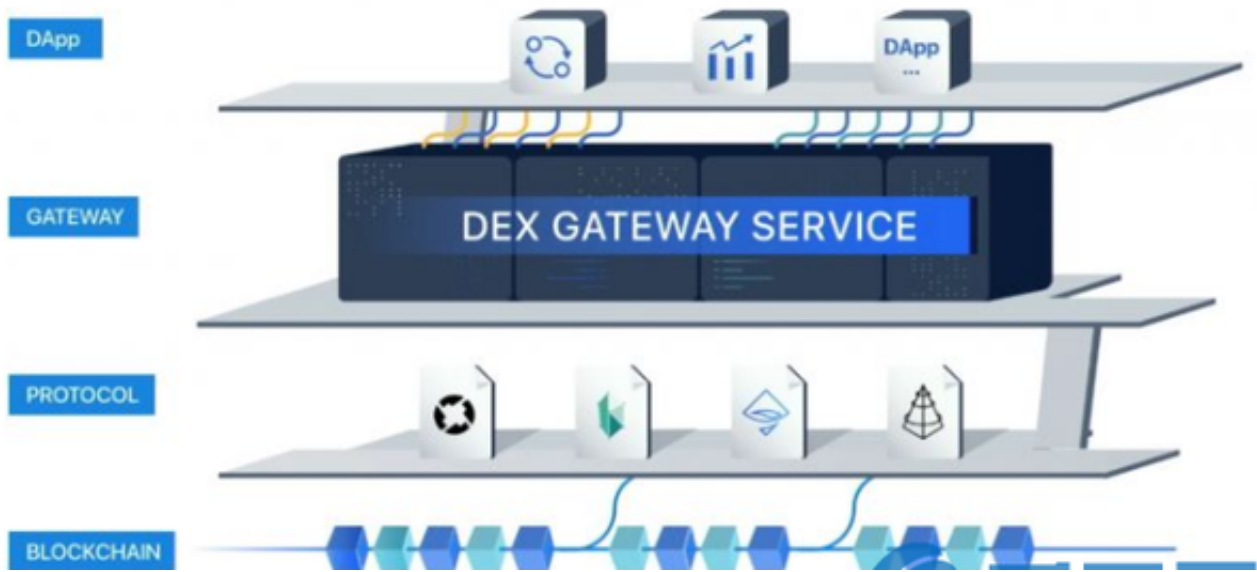 DApp
DApp
...
GATEWAY
DEX GATEWAY SERVICE
PROTOCOL
BLOCKCHAIN